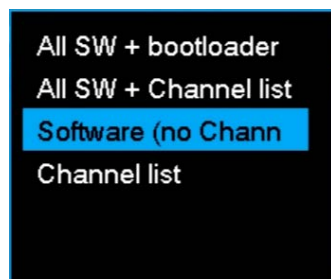 All SW + bootloader
All SW + Channel list
Software (no Chann
Channel list